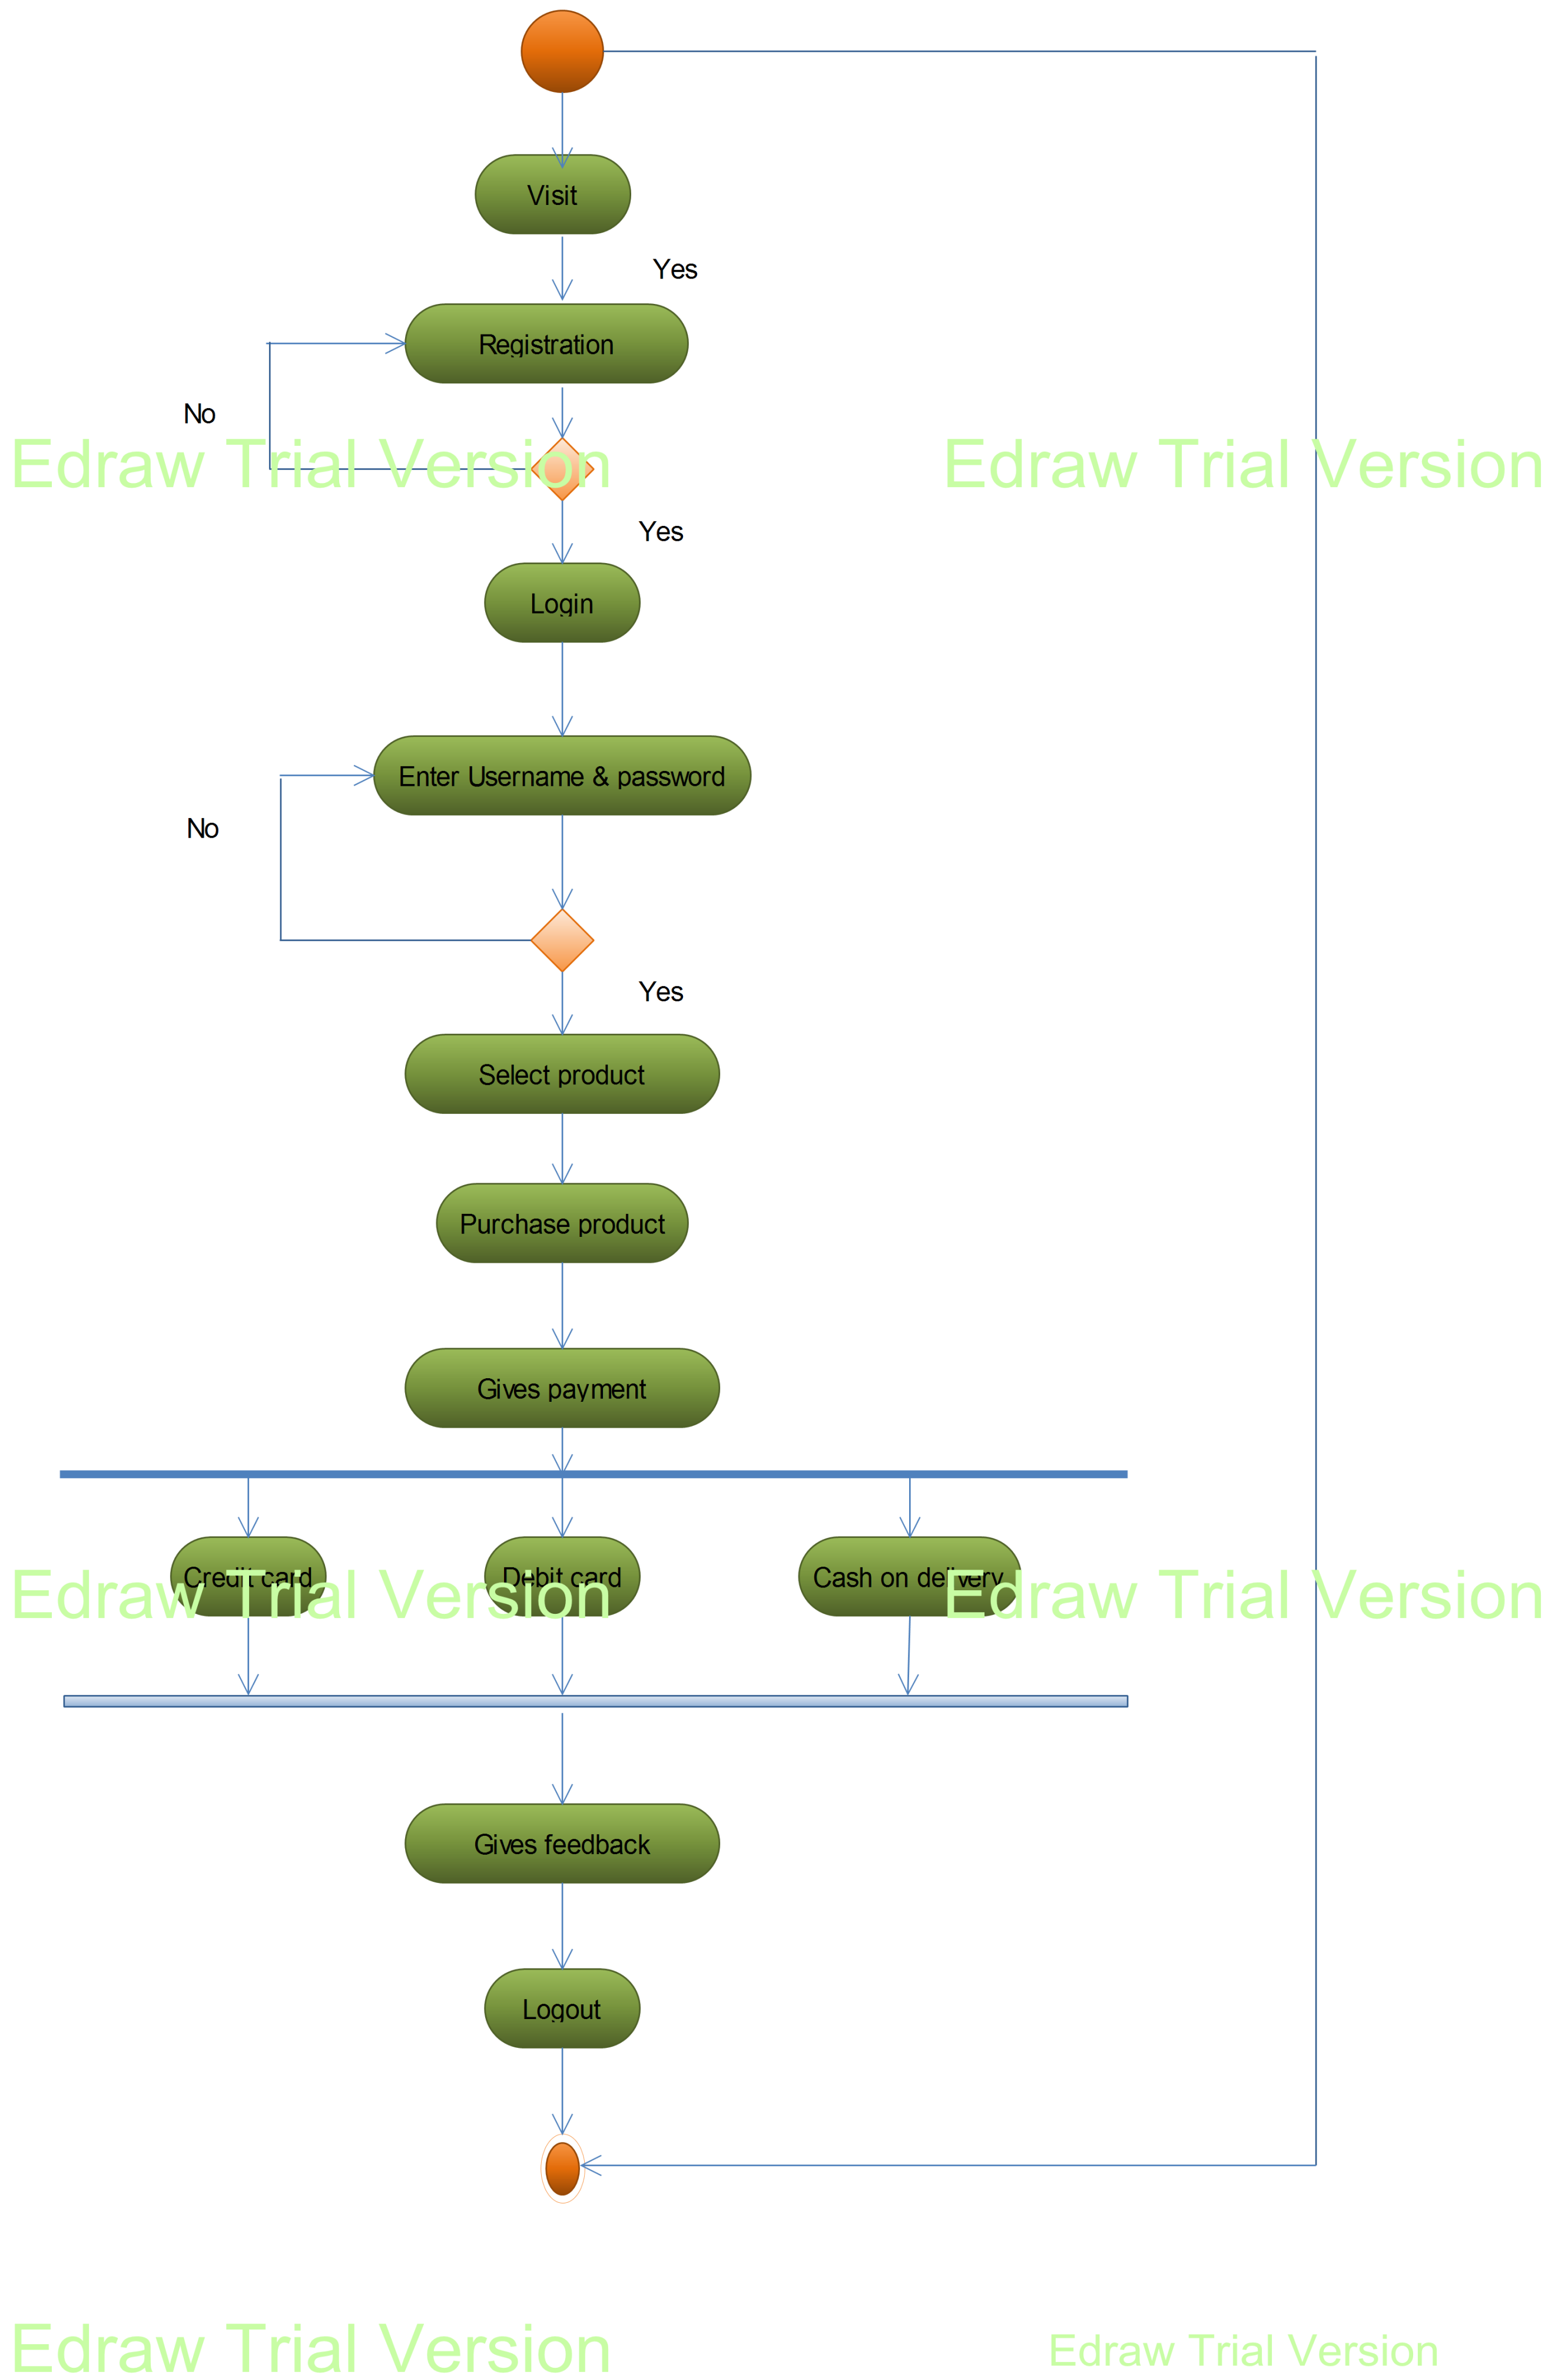 Visit
Yes
Registration
No
Edraw Trial Version
Edraw Trial Version
Yes
Login
Enter Username & password
No
Yes
Select product
Purchase product
Gives payment
Credit card
Debit card
Cash on delivery
Edraw Trial Version
Edraw Trial Version
Gives feedback
Logout
Edraw Trial Version
Edraw Trial Version